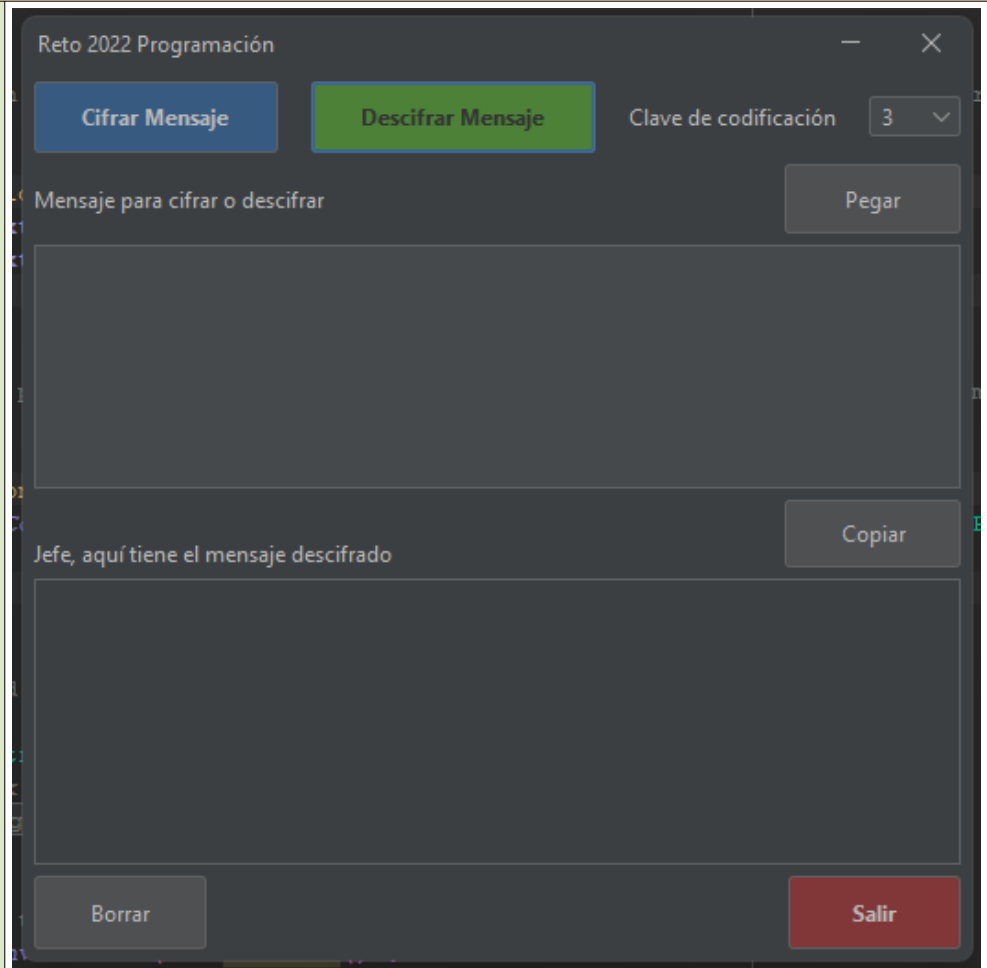 Reto 2022 Programación
Cifrar Mensaje Descifrar Mensaje Clave de codificación 3
Mensaje para cifrar o descifrar Pegar
Copiar
Jefe, aquí tiene el mensaje descifrado
Borrar Salir